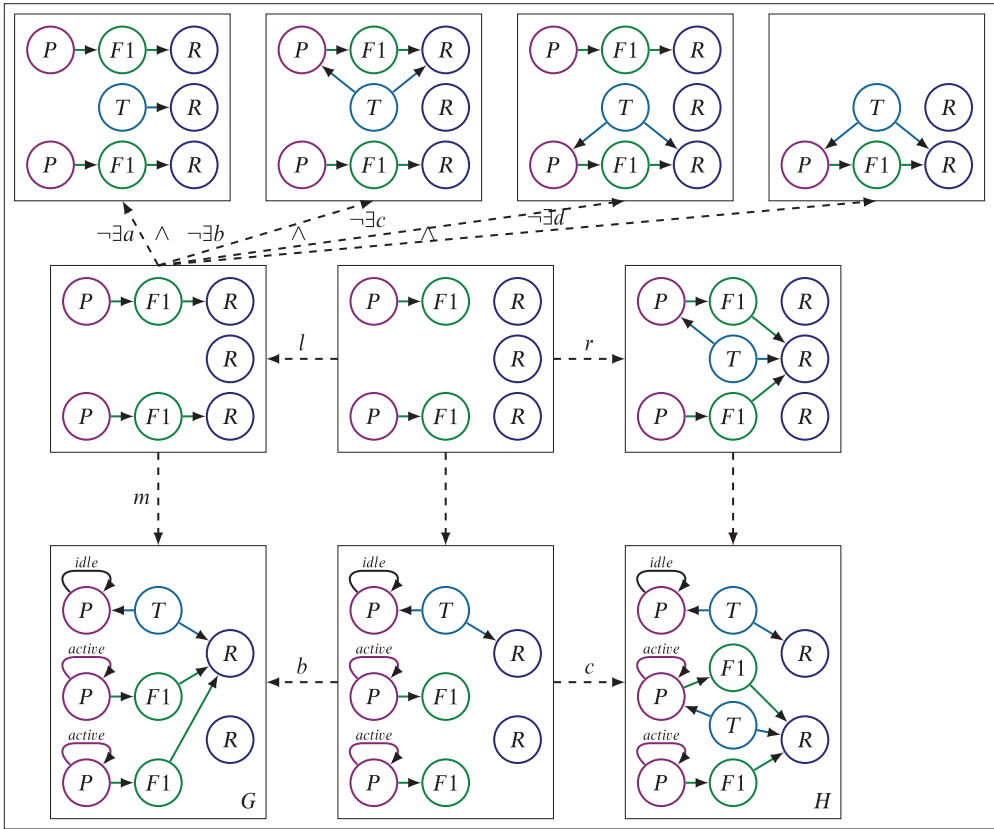 P F1 R P F1 R P F1 R
T R T R T R T R
P F1 R P F1 R P F1 R P F1 R
¬∃a ∧ ¬∃b ∧ ¬∃c ∧ ¬∃d
P F1 R P F1 R P F1 R
R l R r T R
P F1 R P F1 R P F1 R
m
idle idle idle
P T P T P T
R R R
active active active
P F1 b P F1 c P F1
R R T R
active active active
P F1 P F1 P F1
G H